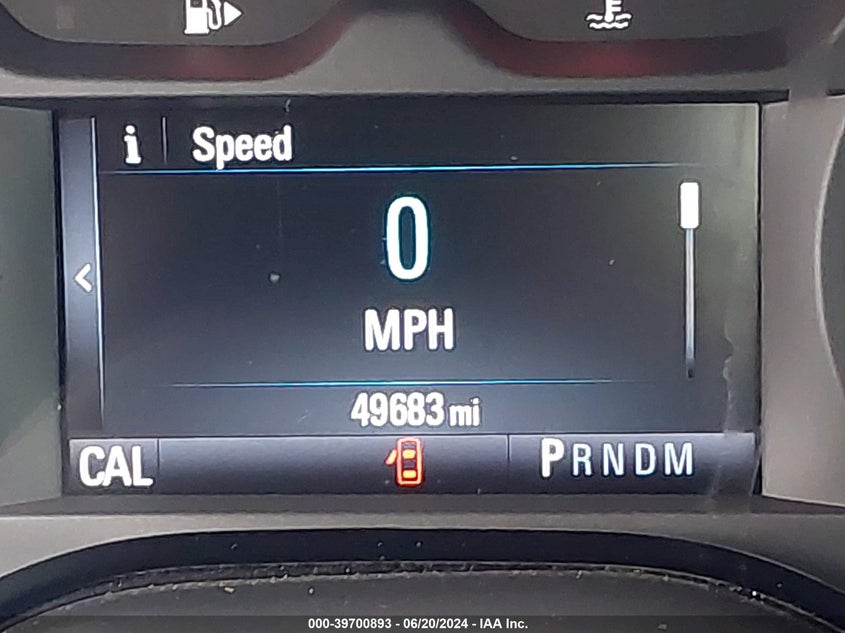 i Speed
0
MPH
49683 mi
CAL PRNDM
000-39700893 - 06/20/2024 - IAA Inc.